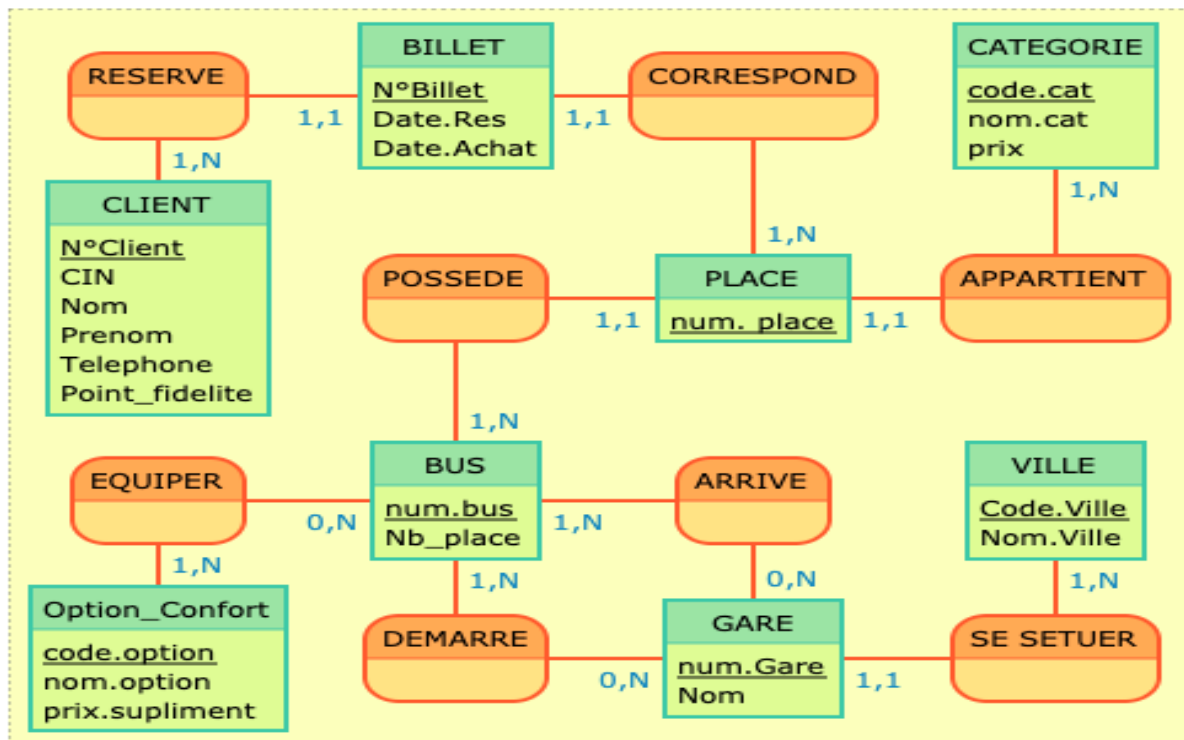 BILLET
N°Billet
Date.Res
Date.Achat
RESERVE
CORRESPOND
CATEGORIE
code.cat
nom.cat
prix
1,1
1,1
1,N
1,N
1,N
CLIENT
N°Client
CIN
Nom
Prenom
Telephone
Point_fidelite
POSSEDE
PLACE
num. place
APPARTIENT
1,1
1,1
1,N
EQUIPER
BUS
num.bus
Nb_place
ARRIVE
VILLE
Code.Ville
Nom.Ville
0,N
1,N
1,N
1,N
0,N
1,N
Option_Confort
code.option
nom.option
prix.supliment
DEMARRE
GARE
num.Gare
Nom
SE SETUER
0,N
1,1